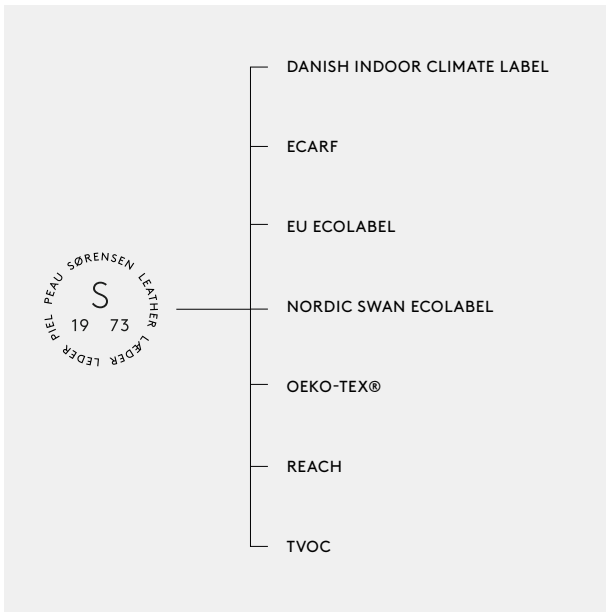 SØRENSEN LEATHER LÆDER LEDER PIEL PEAU
S
19 73
DANISH INDOOR CLIMATE LABEL
ECARF
EU ECOLABEL
NORDIC SWAN ECOLABEL
OEKO-TEX®
REACH
TVOC